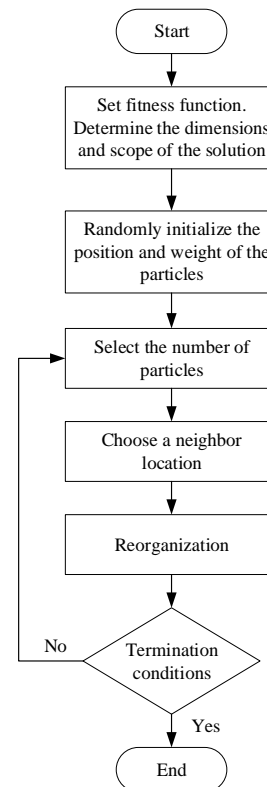 Start
Set fitness function.
Determine the dimensions
and scope of the solution
Randomly initialize the
position and weight of the
particles
Select the number of
particles
Choose a neighbor
location
Reorganization
No
Termination
conditions
Yes
End